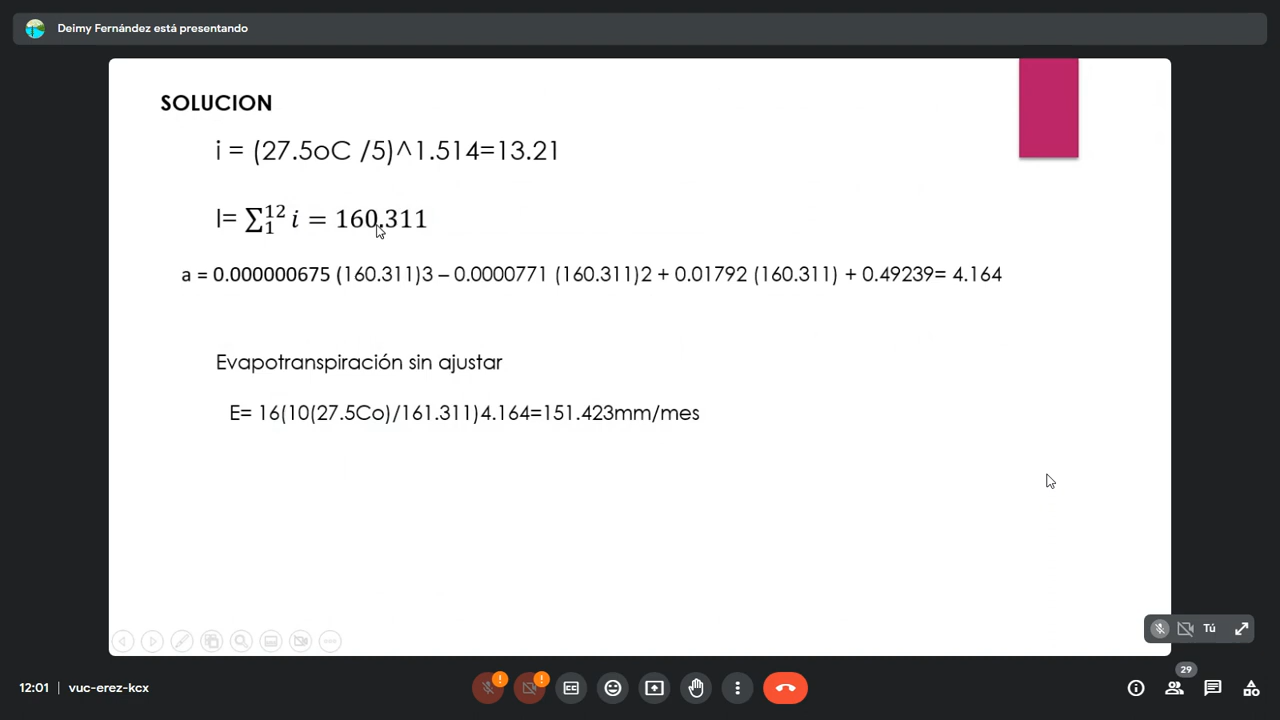 Deimy Fernández está presentando
SOLUCION
i = (27.5oC /5)^1.514=13.21
I= ∑₁¹² i = 160.311
a = 0.000000675 (160.311)3 – 0.0000771 (160.311)2 + 0.01792 (160.311) + 0.49239= 4.164
Evapotranspiración sin ajustar
E= 16(10(27.5Co)/161.311)4.164=151.423mm/mes
Tú
29
12:01 | vuc-erez-kcx